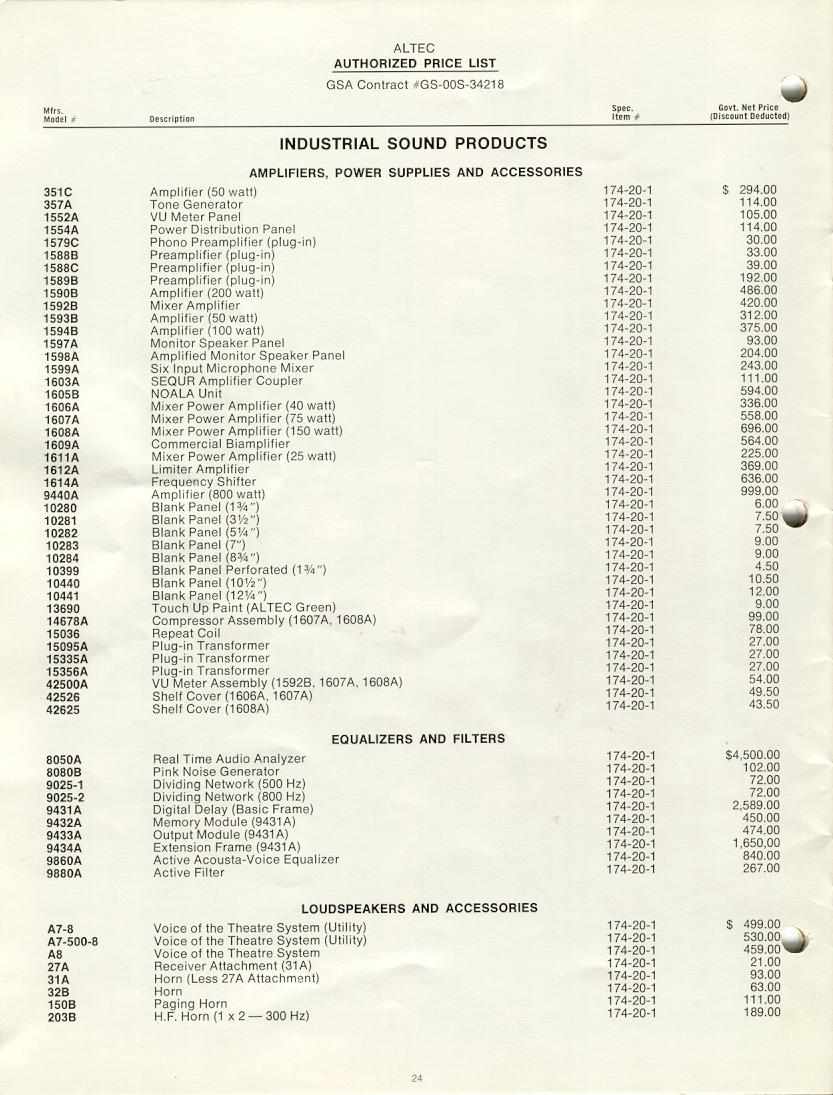 ALTEC
AUTHORIZED PRICE LIST
GSA Contract #GS-00S-34218
Mfrs. Model # Description Spec. Item # Govt. Net Price (Discount Deducted)
INDUSTRIAL SOUND PRODUCTS
AMPLIFIERS, POWER SUPPLIES AND ACCESSORIES
351C Amplifier (50 watt) 174-20-1 $ 294.00
357A Tone Generator 174-20-1 114.00
1552A VU Meter Panel 174-20-1 105.00
1554A Power Distribution Panel 174-20-1 114.00
1579C Phono Preamplifier (plug-in) 174-20-1 30.00
1588B Preamplifier (plug-in) 174-20-1 33.00
1588C Preamplifier (plug-in) 174-20-1 39.00
1589B Preamplifier (plug-in) 174-20-1 192.00
1590B Amplifier (200 watt) 174-20-1 486.00
1592B Mixer Amplifier 174-20-1 420.00
1593B Amplifier (50 watt) 174-20-1 312.00
1594B Amplifier (100 watt) 174-20-1 375.00
1597A Monitor Speaker Panel 174-20-1 93.00
1598A Amplified Monitor Speaker Panel 174-20-1 204.00
1599A Six Input Microphone Mixer 174-20-1 243.00
1603A SEQUR Amplifier Coupler 174-20-1 111.00
1605B NOALA Unit 174-20-1 594.00
1606A Mixer Power Amplifier (40 watt) 174-20-1 336.00
1607A Mixer Power Amplifier (75 watt) 174-20-1 558.00
1608A Mixer Power Amplifier (150 watt) 174-20-1 696.00
1609A Commercial Biamplifier 174-20-1 564.00
1611A Mixer Power Amplifier (25 watt) 174-20-1 225.00
1612A Limiter Amplifier 174-20-1 369.00
1614A Frequency Shifter 174-20-1 636.00
9440A Amplifier (800 watt) 174-20-1 999.00
10280 Blank Panel (1¾") 174-20-1 6.00
10281 Blank Panel (3½") 174-20-1 7.50
10282 Blank Panel (5¼") 174-20-1 7.50
10283 Blank Panel (7") 174-20-1 9.00
10284 Blank Panel (8¾") 174-20-1 9.00
10399 Blank Panel Perforated (1¾") 174-20-1 4.50
10440 Blank Panel (10½") 174-20-1 10.50
10441 Blank Panel (12¼") 174-20-1 12.00
13690 Touch Up Paint (ALTEC Green) 174-20-1 9.00
14678A Compressor Assembly (1607A, 1608A) 174-20-1 99.00
15036 Repeat Coil 174-20-1 78.00
15095A Plug-in Transformer 174-20-1 27.00
15335A Plug-in Transformer 174-20-1 27.00
15356A Plug-in Transformer 174-20-1 27.00
42500A VU Meter Assembly (1592B, 1607A, 1608A) 174-20-1 54.00
42526 Shelf Cover (1606A, 1607A) 174-20-1 49.50
42625 Shelf Cover (1608A) 174-20-1 43.50
EQUALIZERS AND FILTERS
8050A Real Time Audio Analyzer 174-20-1 $4,500.00
8080B Pink Noise Generator 174-20-1 102.00
9025-1 Dividing Network (500 Hz) 174-20-1 72.00
9025-2 Dividing Network (800 Hz) 174-20-1 72.00
9431A Digital Delay (Basic Frame) 174-20-1 2,589.00
9432A Memory Module (9431A) 174-20-1 450.00
9433A Output Module (9431A) 174-20-1 474.00
9434A Extension Frame (9431A) 174-20-1 1,650.00
9860A Active Acousta-Voice Equalizer 174-20-1 840.00
9880A Active Filter 174-20-1 267.00
LOUDSPEAKERS AND ACCESSORIES
A7-8 Voice of the Theatre System (Utility) 174-20-1 $ 499.00
A7-500-8 Voice of the Theatre System (Utility) 174-20-1 530.00
A8 Voice of the Theatre System 174-20-1 459.00
27A Receiver Attachment (31A) 174-20-1 21.00
31A Horn (Less 27A Attachment) 174-20-1 93.00
32B Horn 174-20-1 63.00
150B Paging Horn 174-20-1 111.00
203B H.F. Horn (1 x 2 — 300 Hz) 174-20-1 189.00
24